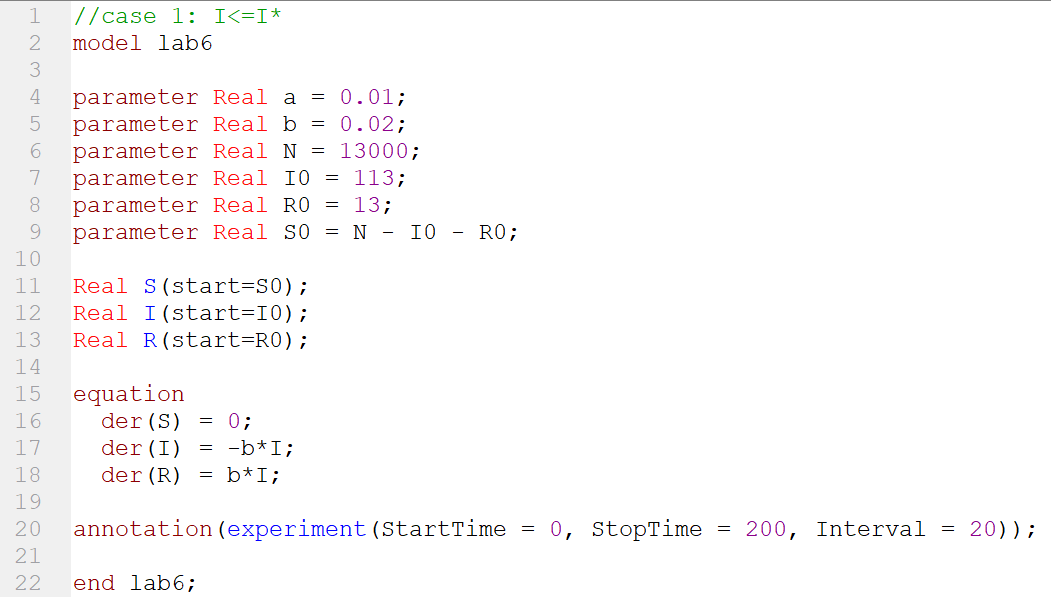 1 //case 1: I<=I*
2 model lab6
3
4 parameter Real a = 0.01;
5 parameter Real b = 0.02;
6 parameter Real N = 13000;
7 parameter Real I0 = 113;
8 parameter Real R0 = 13;
9 parameter Real S0 = N - I0 - R0;
10
11 Real S(start=S0);
12 Real I(start=I0);
13 Real R(start=R0);
14
15 equation
16   der(S) = 0;
17   der(I) = -b*I;
18   der(R) = b*I;
19
20 annotation(experiment(StartTime = 0, StopTime = 200, Interval = 20));
21
22 end lab6;